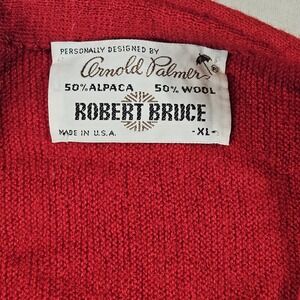 PERSONALLY DESIGNED BY
Arnold Palmer
50% ALPACA 50% WOOL
ROBERT BRUCE
MADE IN U.S.A. -XL-